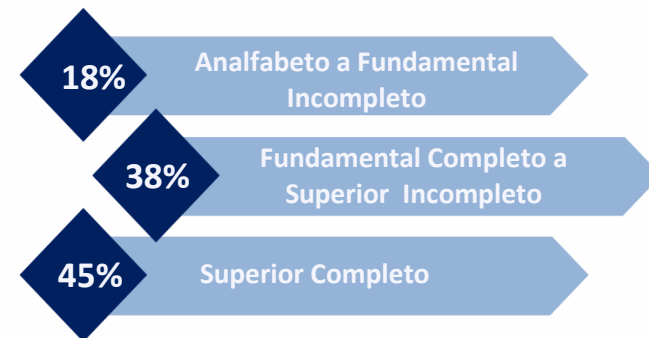 18%
Analfabeto a Fundamental
Incompleto
38%
Fundamental Completo a
Superior Incompleto
45%
Superior Completo